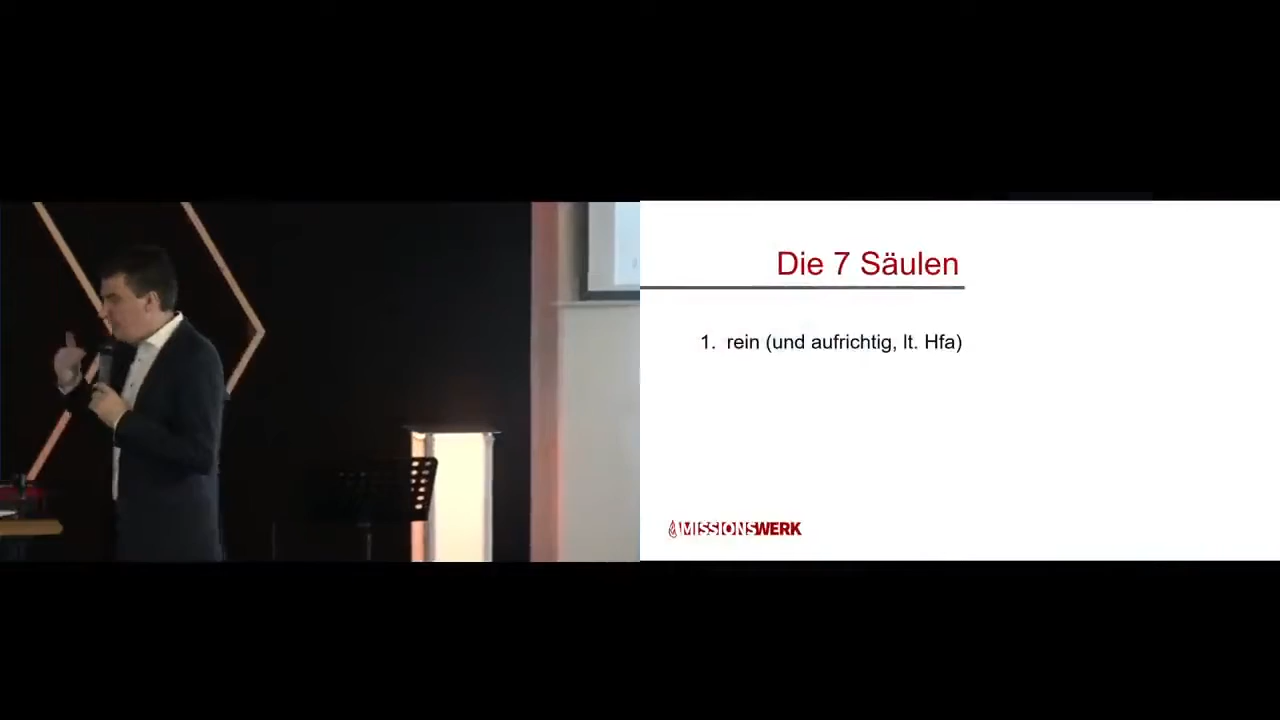 Die 7 Säulen
1. rein (und aufrichtig, lt. Hfa)
MISSIONSWERK